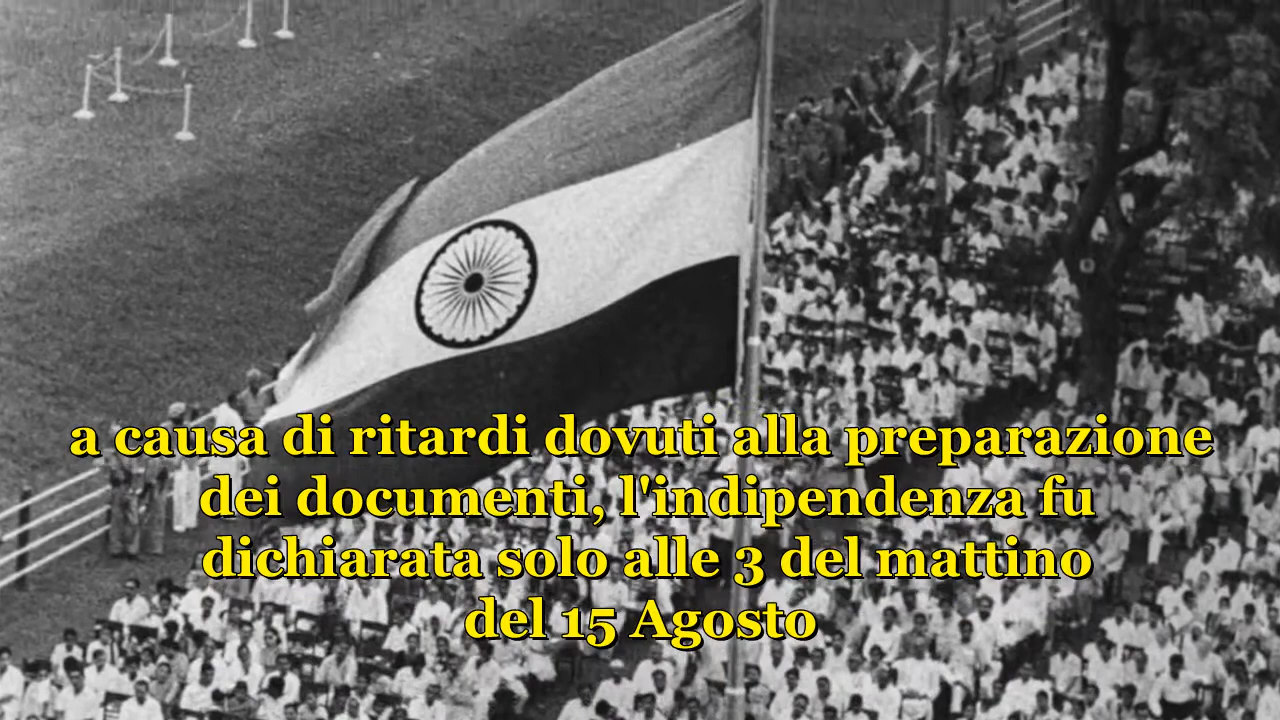 a causa di ritardi dovuti alla preparazione
dei documenti, l'indipendenza fu
dichiarata solo alle 3 del mattino
del 15 Agosto